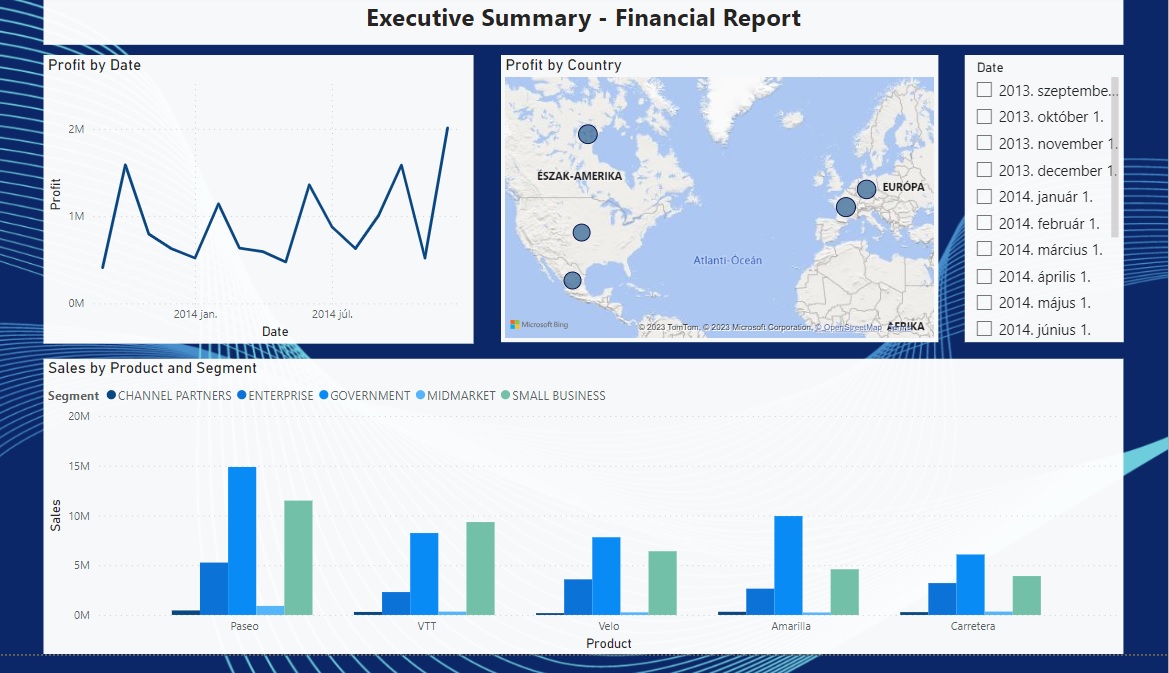 Executive Summary - Financial Report
Profit by Date
2M
1M
0M
Profit
2014 jan.
2014 júl.
Date
Profit by Country
ÉSZAK-AMERIKA
EURÓPA
Atlanti-Óceán
AFRIKA
Microsoft Bing
© 2023 TomTom, © 2023 Microsoft Corporation, © OpenStreetMap Terms
Date
2013. szeptembe...
2013. október 1.
2013. november 1.
2013. december 1.
2014. január 1.
2014. február 1.
2014. március 1.
2014. április 1.
2014. május 1.
2014. június 1.
Sales by Product and Segment
Segment CHANNEL PARTNERS ENTERPRISE GOVERNMENT MIDMARKET SMALL BUSINESS
20M
15M
10M
5M
0M
Sales
Paseo
VTT
Velo
Amarilla
Carretera
Product